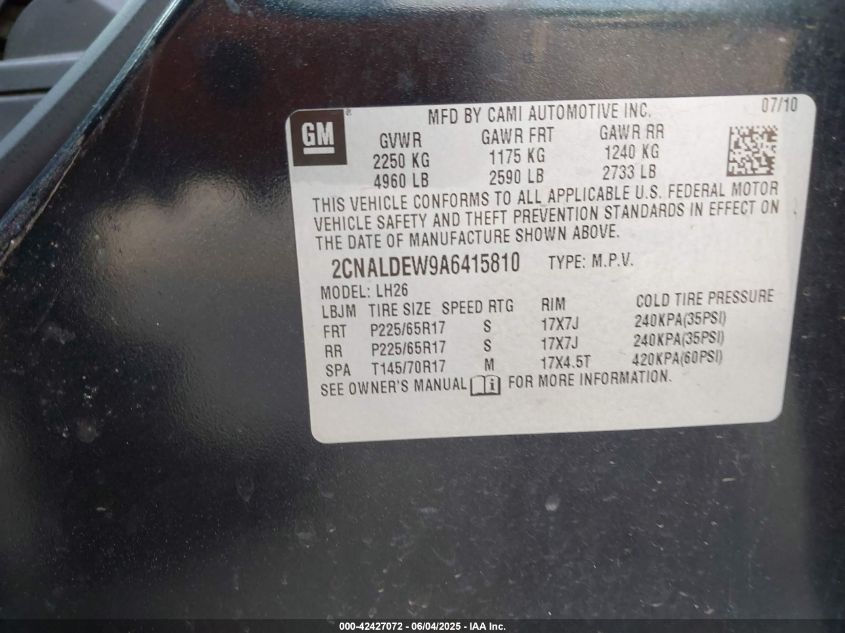 GM ®
MFD BY CAMI AUTOMOTIVE INC. 07/10
GVWR GAWR FRT GAWR RR
2250 KG 1175 KG 1240 KG
4960 LB 2590 LB 2733 LB
THIS VEHICLE CONFORMS TO ALL APPLICABLE U.S. FEDERAL MOTOR
VEHICLE SAFETY AND THEFT PREVENTION STANDARDS IN EFFECT ON
THE DATE OF MANUFACTURE SHOWN ABOVE.
2CNALDEW9A6415810 TYPE: M.P.V.
MODEL: LH26
LBJM TIRE SIZE SPEED RTG RIM COLD TIRE PRESSURE
FRT P225/65R17 S 17X7J 240KPA(35PSI)
RR P225/65R17 S 17X7J 240KPA(35PSI)
SPA T145/70R17 M 17X4.5T 420KPA(60PSI)
SEE OWNER'S MANUAL FOR MORE INFORMATION.
000-42427072 - 06/04/2025 - IAA Inc.